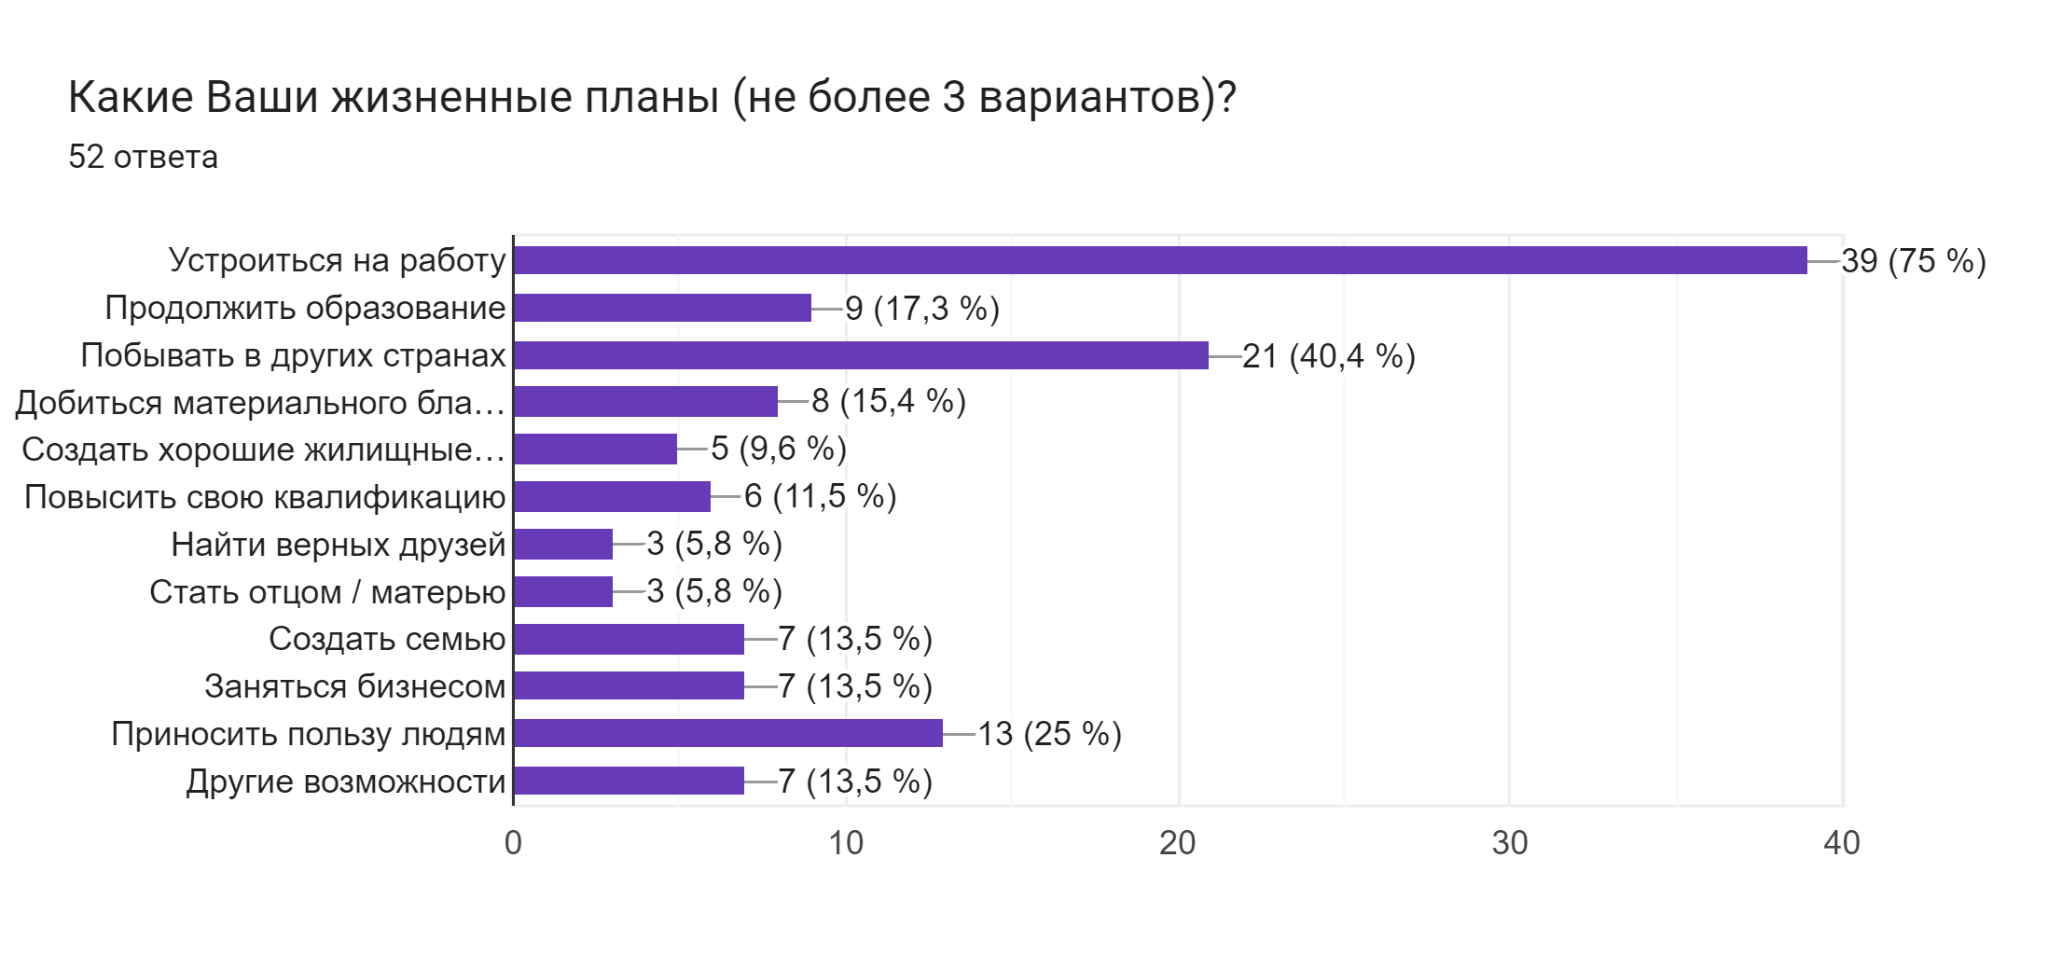 Какие Ваши жизненные планы (не более 3 вариантов)?
52 ответа
Устроиться на работу 39 (75 %)
Продолжить образование 9 (17,3 %)
Побывать в других странах 21 (40,4 %)
Добиться материального бла… 8 (15,4 %)
Создать хорошие жилищные… 5 (9,6 %)
Повысить свою квалификацию 6 (11,5 %)
Найти верных друзей 3 (5,8 %)
Стать отцом / матерью 3 (5,8 %)
Создать семью 7 (13,5 %)
Заняться бизнесом 7 (13,5 %)
Приносить пользу людям 13 (25 %)
Другие возможности 7 (13,5 %)
0 10 20 30 40